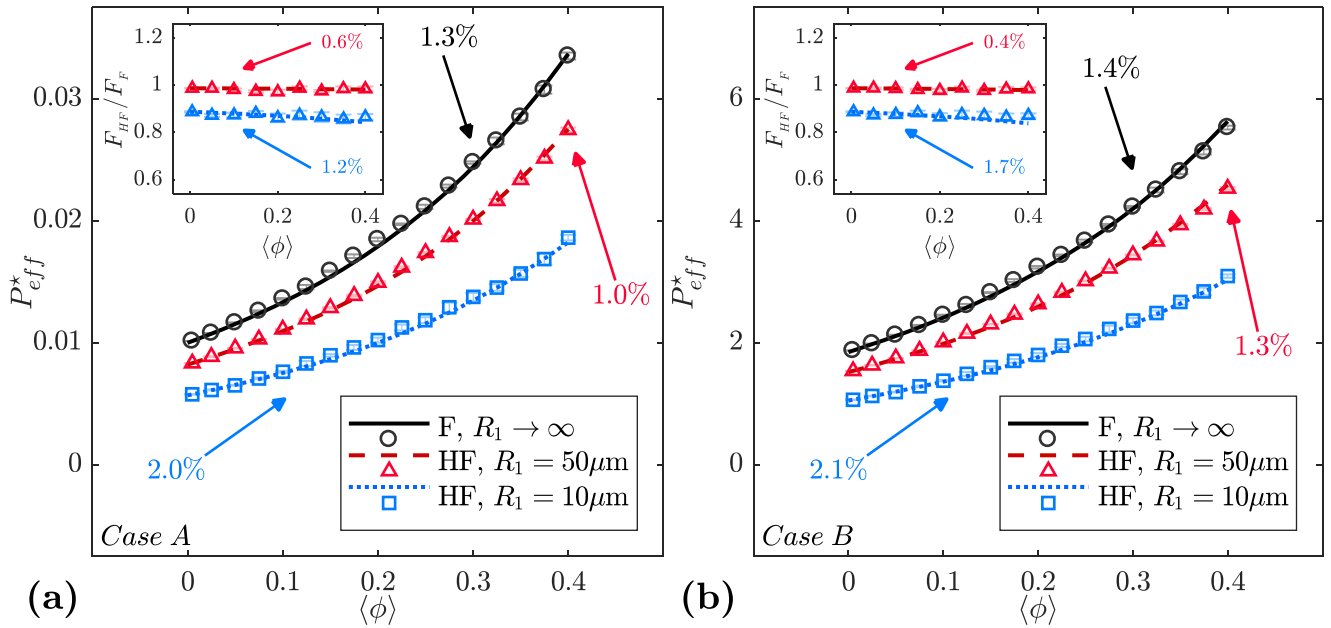 1.2
1
0.8
0.6
F_HF/F_F
0.6%
1.2%
0
0.2
0.4
⟨ϕ⟩
1.3%
1.0%
2.0%
0.03
0.02
0.01
0
P*eff
F, R₁ → ∞
HF, R₁ = 50μm
HF, R₁ = 10μm
Case A
0
0.1
0.2
0.3
0.4
⟨ϕ⟩
(a)
1.2
1
0.8
0.6
F_HF/F_F
0.4%
1.7%
0
0.2
0.4
⟨ϕ⟩
1.4%
1.3%
2.1%
6
4
2
0
P*eff
F, R₁ → ∞
HF, R₁ = 50μm
HF, R₁ = 10μm
Case B
0
0.1
0.2
0.3
0.4
⟨ϕ⟩
(b)